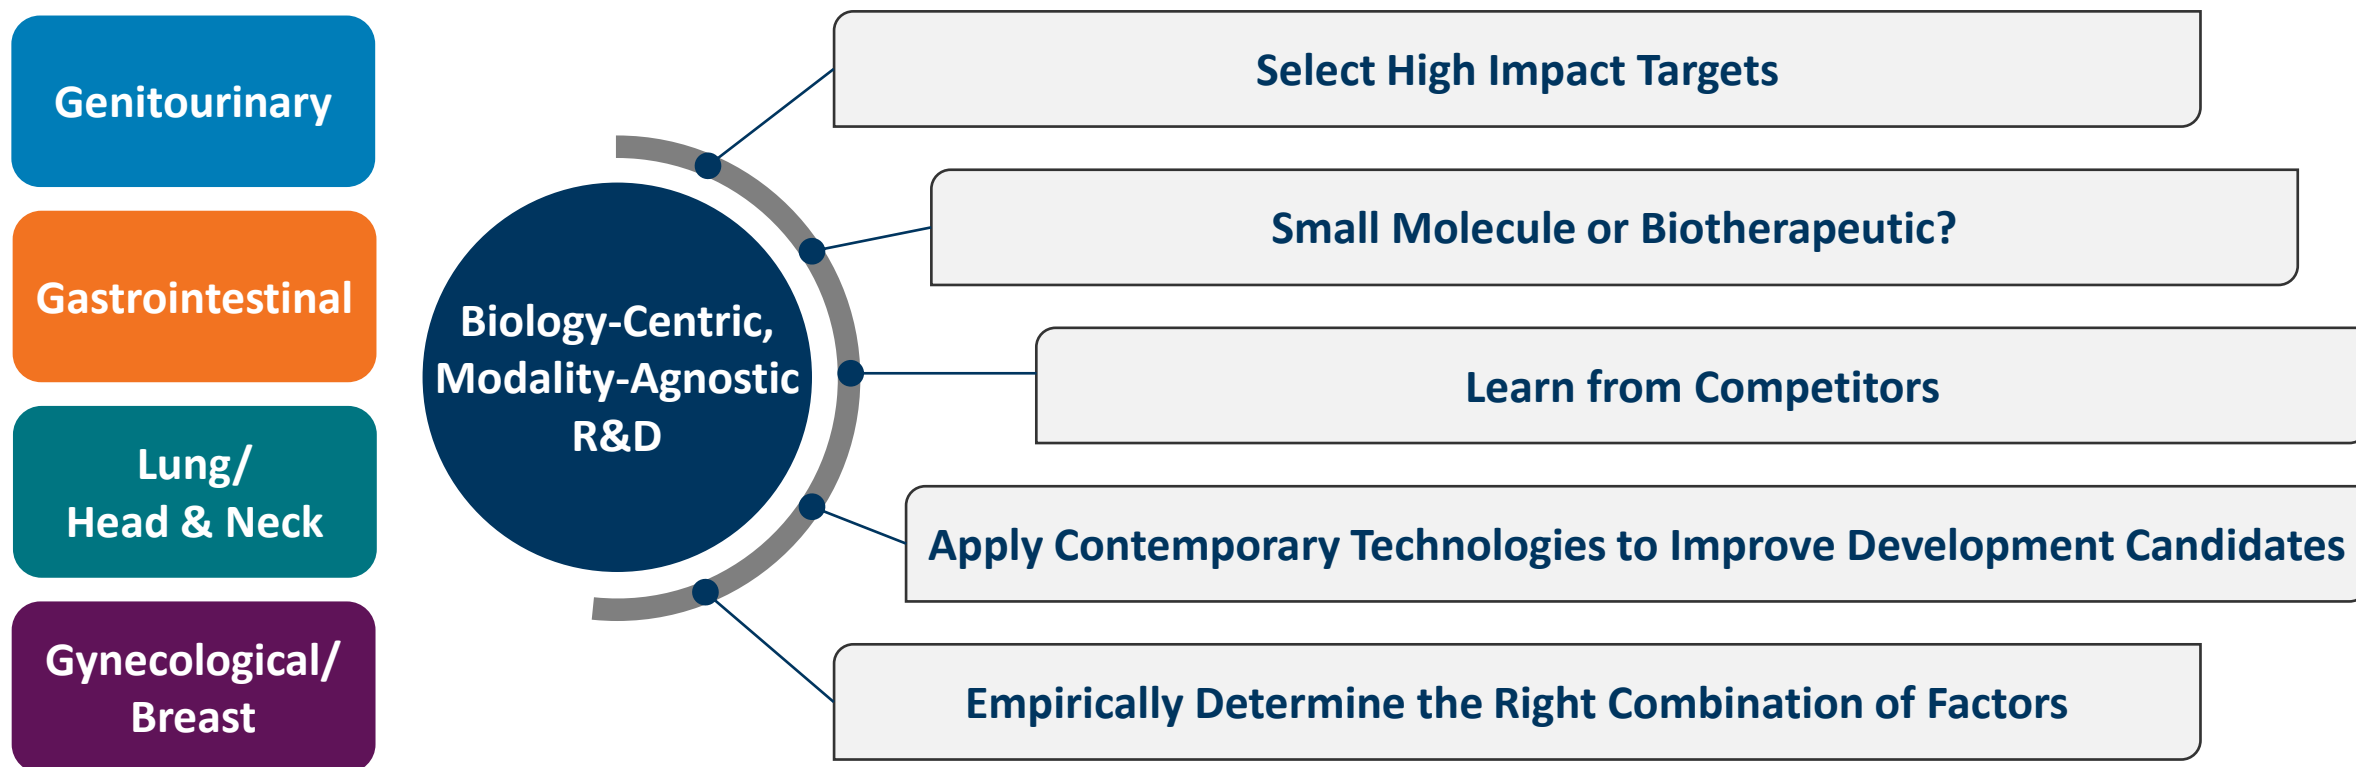 Genitourinary
Gastrointestinal
Lung/
Head & Neck
Gynecological/
Breast
Biology-Centric,
Modality-Agnostic
R&D
Select High Impact Targets
Small Molecule or Biotherapeutic?
Learn from Competitors
Apply Contemporary Technologies to Improve Development Candidates
Empirically Determine the Right Combination of Factors